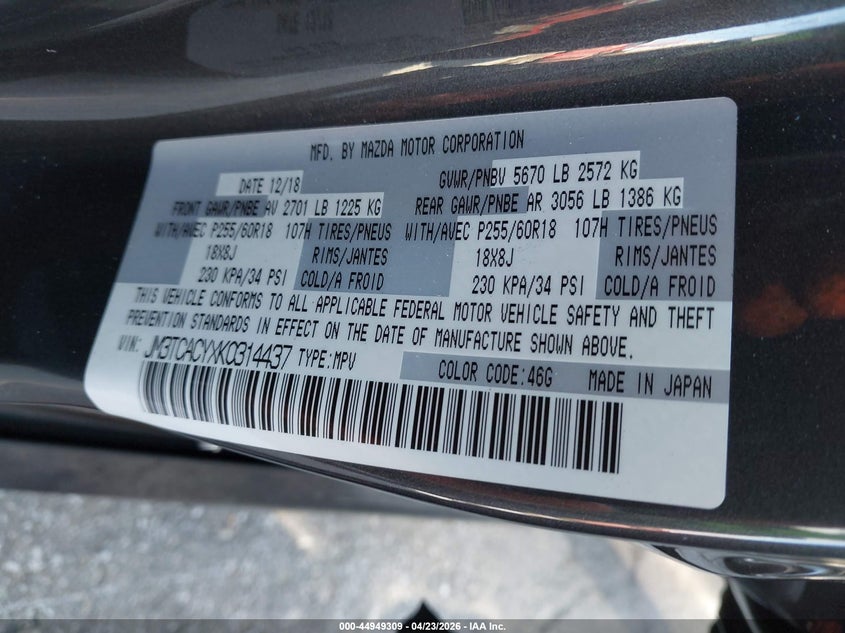 MFD. BY MAZDA MOTOR CORPORATION
DATE 12/18 GVWR/PNBV 5670 LB 2572 KG
FRONT GAWR/PNBE AV 2701 LB 1225 KG REAR GAWR/PNBE AR 3056 LB 1386 KG
WITH/AVEC P255/60R18 107H TIRES/PNEUS WITH/AVEC P255/60R18 107H TIRES/PNEUS
18X8J RIMS/JANTES 18X8J RIMS/JANTES
230 KPA/34 PSI COLD/A FROID 230 KPA/34 PSI COLD/A FROID
THIS VEHICLE CONFORMS TO ALL APPLICABLE FEDERAL MOTOR VEHICLE SAFETY AND THEFT
PREVENTION STANDARDS IN EFFECT ON THE DATE OF MANUFACTURE SHOWN ABOVE.
VIN: JM3TCACYXK0314437 TYPE:MPV
COLOR CODE:46G MADE IN JAPAN
000-44949309 | 04/23/2026 | IAA Inc.